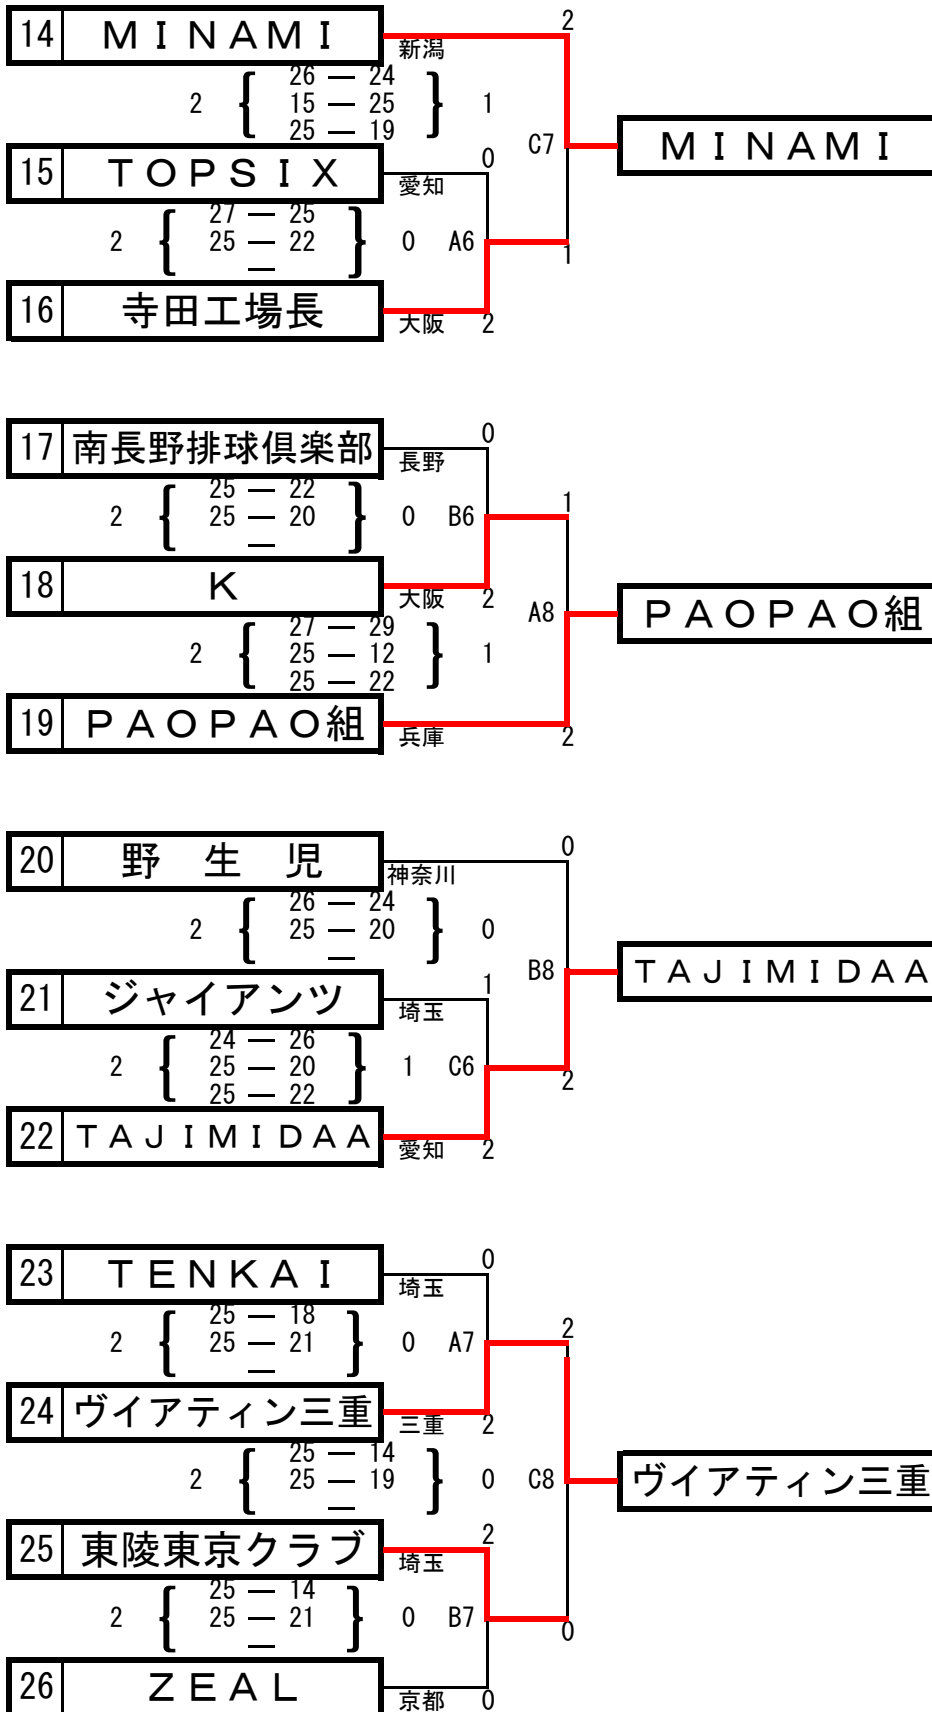 2
14 ＭＩＮＡＭＩ
新潟
26 ― 24
2 { 15 ― 25 } 1
25 ― 19
C7 ＭＩＮＡＭＩ
0
15 ＴＯＰＳＩＸ
愛知
27 ― 25
2 { 25 ― 22 } 0 A6
―
1
16 寺田工場長
大阪 2
0
17 南長野排球倶楽部
長野
25 ― 22
1
2 { 25 ― 20 } 0 B6
―
18 Ｋ
大阪 2
A8 ＰＡＯＰＡＯ組
27 ― 29
2 { 25 ― 12 } 1
25 ― 22
19 ＰＡＯＰＡＯ組
兵庫 2
0
20 野生児
神奈川
26 ― 24
2 { 25 ― 20 } 0
―
B8 ＴＡＪＩＭＩＤＡＡ
1
21 ジャイアンツ
埼玉
24 ― 26
2 { 25 ― 20 } 1 C6
25 ― 22
2
22 ＴＡＪＩＭＩＤＡＡ
愛知 2
0
23 ＴＥＮＫＡＩ
埼玉
25 ― 18
2
2 { 25 ― 21 } 0 A7
―
24 ヴィアティン三重
三重 2
25 ― 14
2 { 25 ― 19 } 0 C8 ヴィアティン三重
―
2
25 東陵東京クラブ
埼玉
25 ― 14
2 { 25 ― 21 } 0 B7
―
0
26 ＺＥＡＬ
京都 0